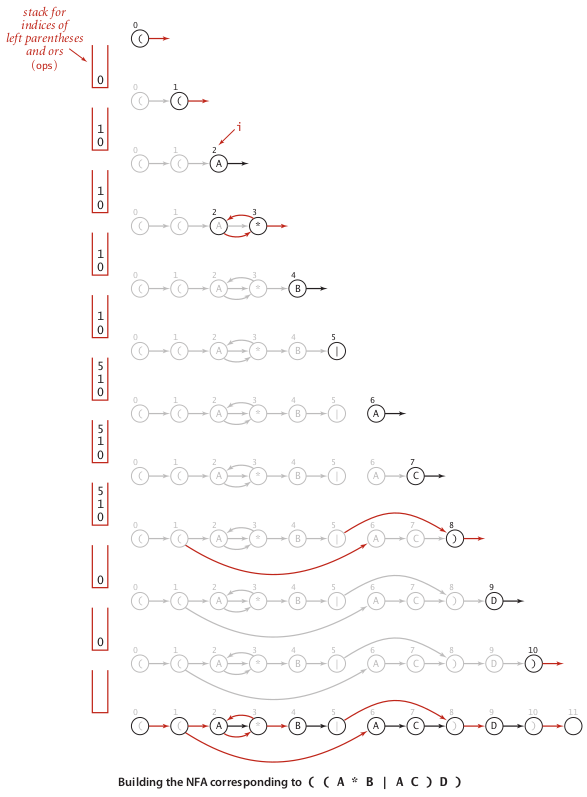 stack for
indices of
left parentheses
and ors
(ops)
0
(
0
0 1
( (
1
0
i
0 1 2
( ( A
1
0
0 1 2 3
( ( A *
1
0
0 1 2 3 4
( ( A * B
1
0
0 1 2 3 4 5
( ( A * B |
5
1
0
0 1 2 3 4 5 6
( ( A * B | A
5
1
0
0 1 2 3 4 5 6 7
( ( A * B | A C
5
1
0
0 1 2 3 4 5 6 7 8
( ( A * B | A C )
0
0 1 2 3 4 5 6 7 8 9
( ( A * B | A C ) D
0
0 1 2 3 4 5 6 7 8 9 10
( ( A * B | A C ) D )
0 1 2 3 4 5 6 7 8 9 10 11
( ( A * B | A C ) D )
Building the NFA corresponding to ( ( A * B | A C ) D )